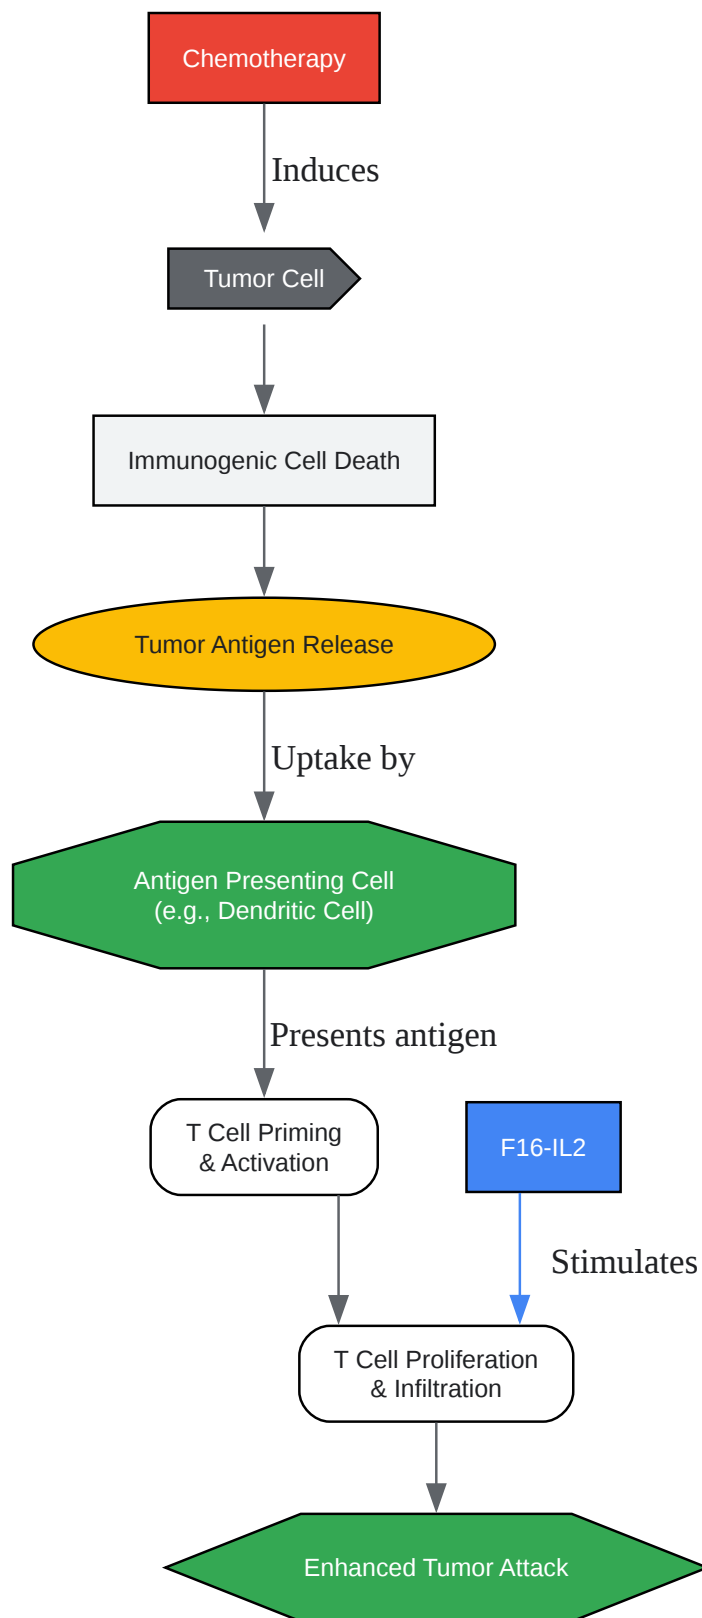 Chemotherapy
Induces
Tumor Cell
Immunogenic Cell Death
Tumor Antigen Release
Uptake by
Antigen Presenting Cell
(e.g., Dendritic Cell)
Presents antigen
T Cell Priming
& Activation
F16-IL2
Stimulates
T Cell Proliferation
& Infiltration
Enhanced Tumor Attack